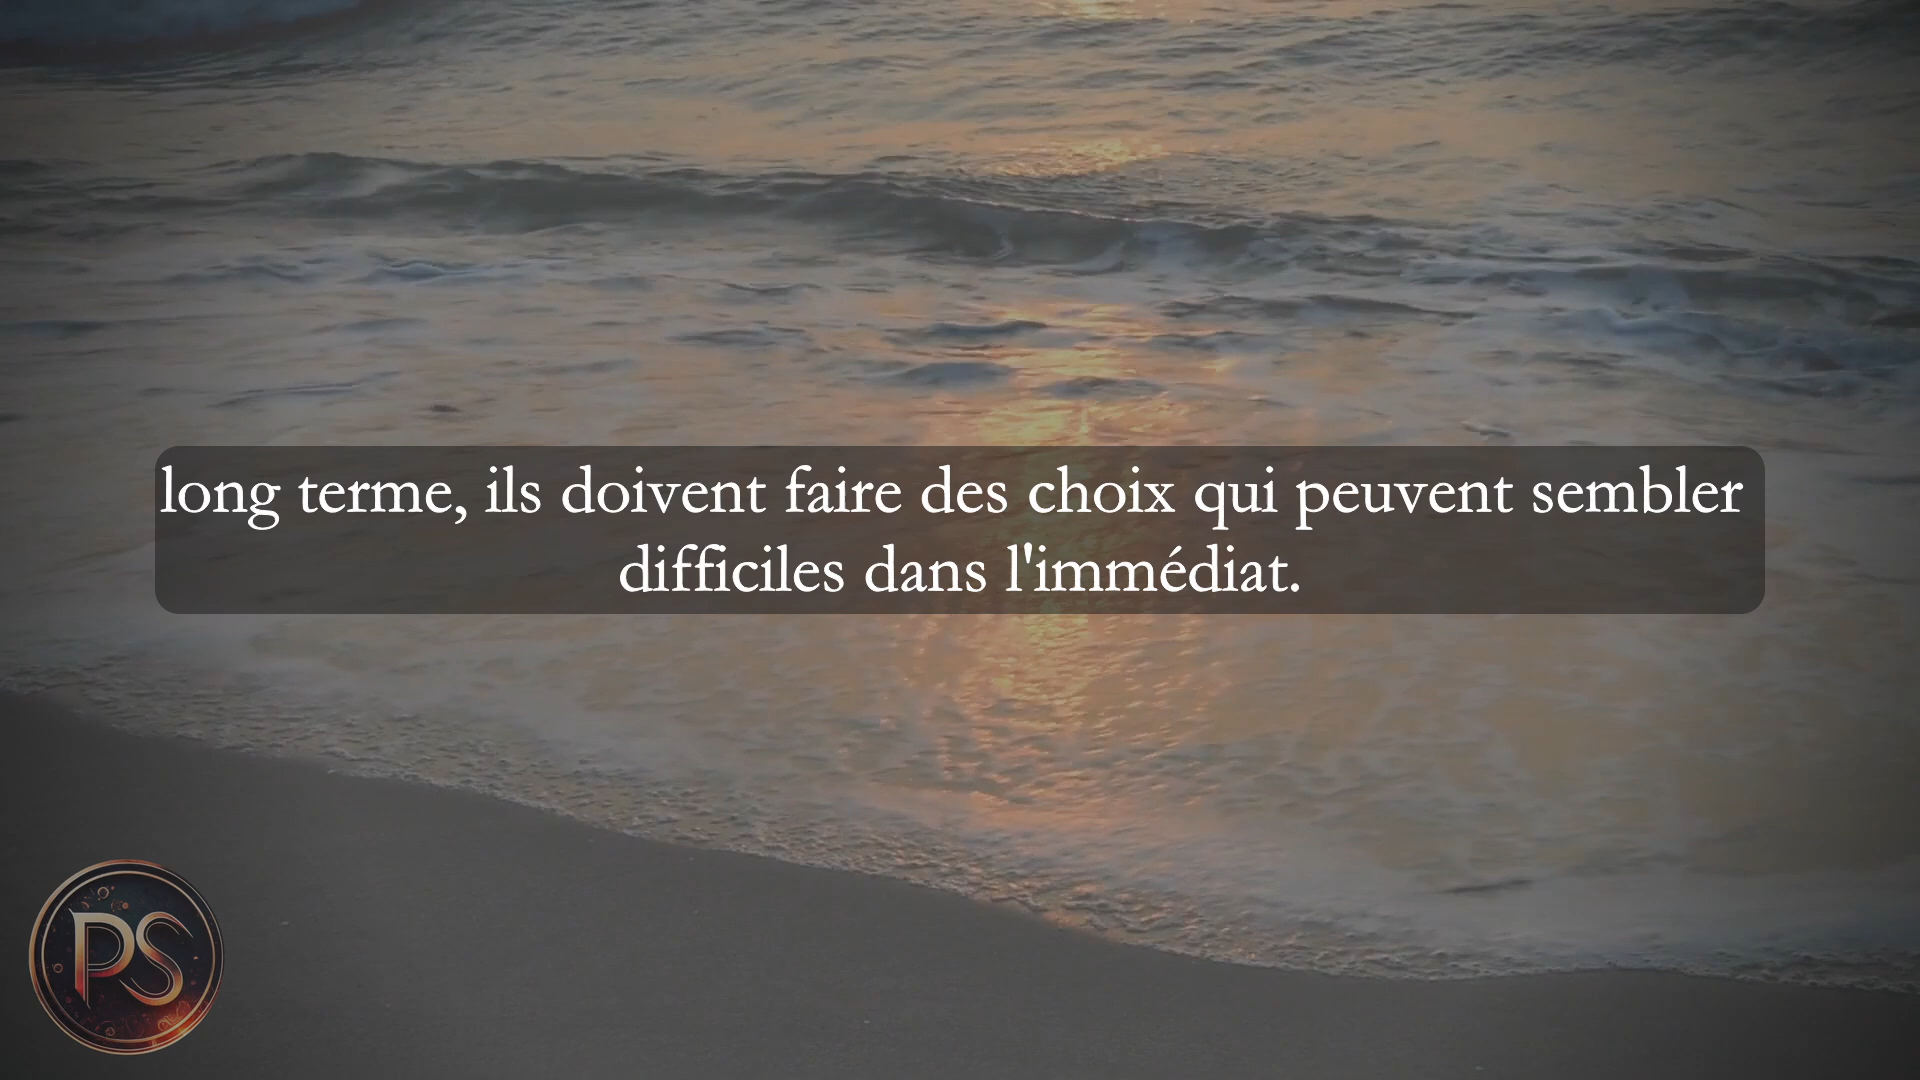 long terme, ils doivent faire des choix qui peuvent sembler
difficiles dans l'immédiat.
PS